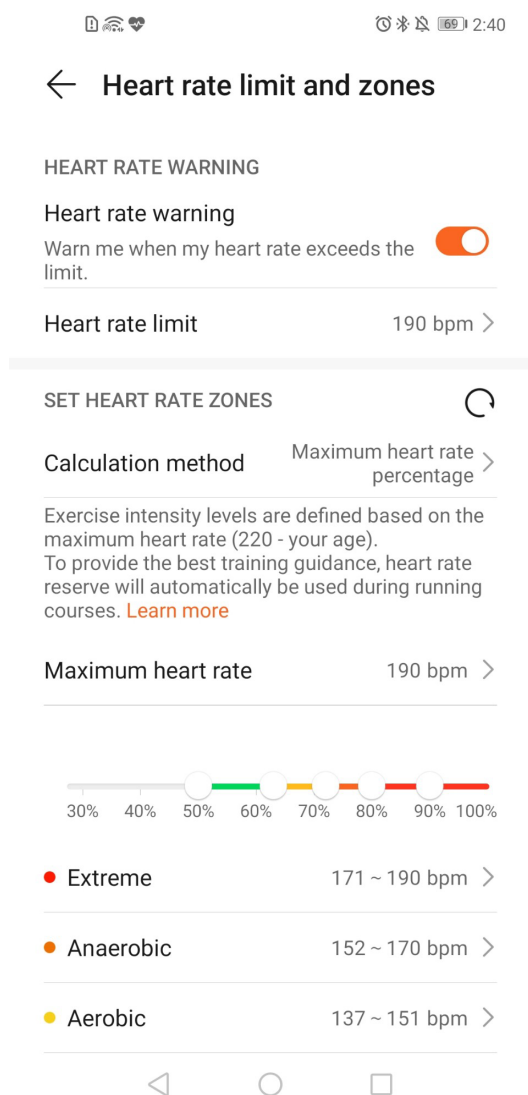 69 2:40
Heart rate limit and zones
HEART RATE WARNING
Heart rate warning
Warn me when my heart rate exceeds the
limit.
Heart rate limit 190 bpm
SET HEART RATE ZONES
Calculation method Maximum heart rate
percentage
Exercise intensity levels are defined based on the
maximum heart rate (220 - your age).
To provide the best training guidance, heart rate
reserve will automatically be used during running
courses. Learn more
Maximum heart rate 190 bpm
30% 40% 50% 60% 70% 80% 90% 100%
Extreme 171 ~ 190 bpm
Anaerobic 152 ~ 170 bpm
Aerobic 137 ~ 151 bpm